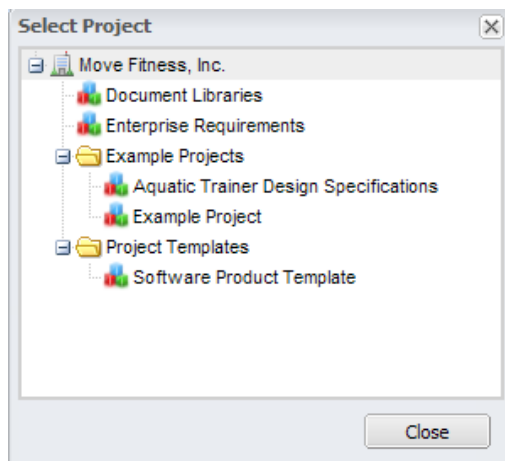 Select Project
Move Fitness, Inc.
Document Libraries
Enterprise Requirements
Example Projects
Aquatic Trainer Design Specifications
Example Project
Project Templates
Software Product Template
Close